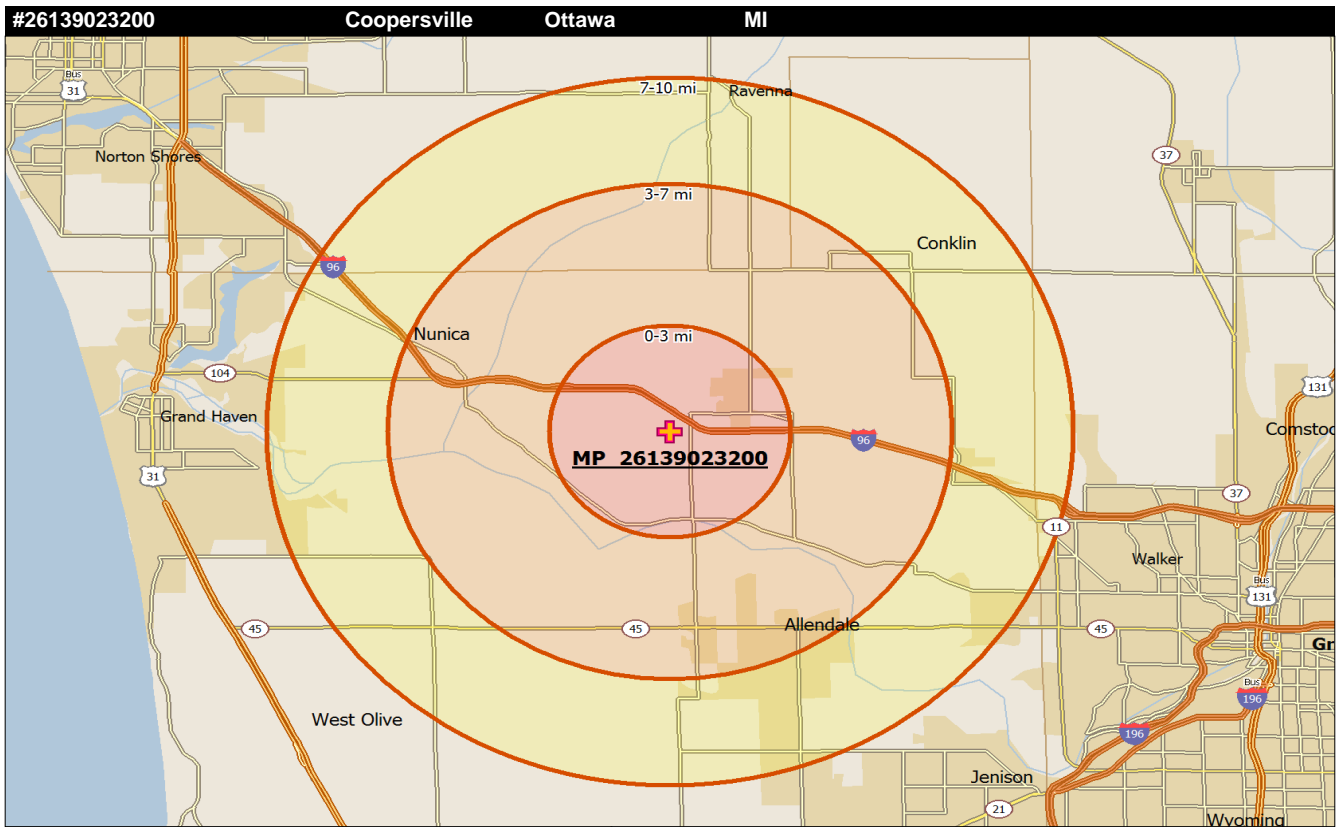 #26139023200 Coopersville Ottawa MI
7-10 mi
Ravenna
Bus
31
Norton Shores
37
3-7 mi
Conklin
96
Nunica
0-3 mi
104
131
Grand Haven
Comstoc
96
MP 26139023200
31
37
11
Walker
Bus
131
45
45
Allendale
45
Gr
Bus
196
West Olive
196
Jenison
21
Wyoming